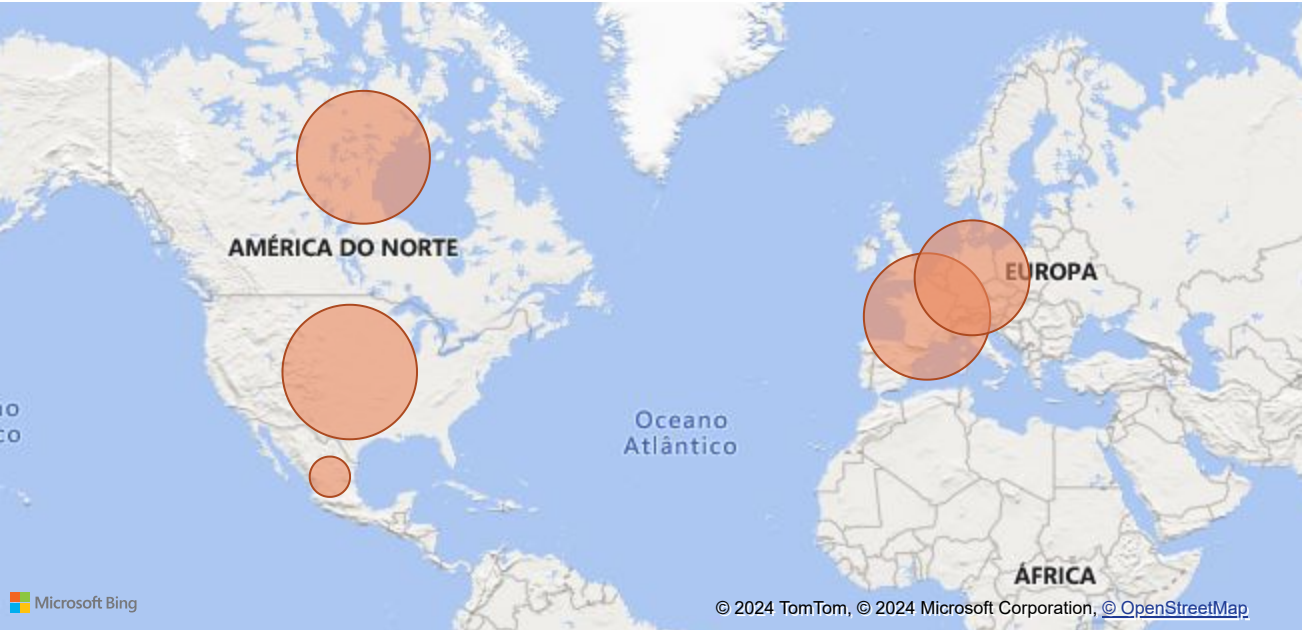 AMÉRICA DO NORTE
EUROPA
Oceano
Atlântico
ÁFRICA
Microsoft Bing
© 2024 TomTom, © 2024 Microsoft Corporation, © OpenStreetMap